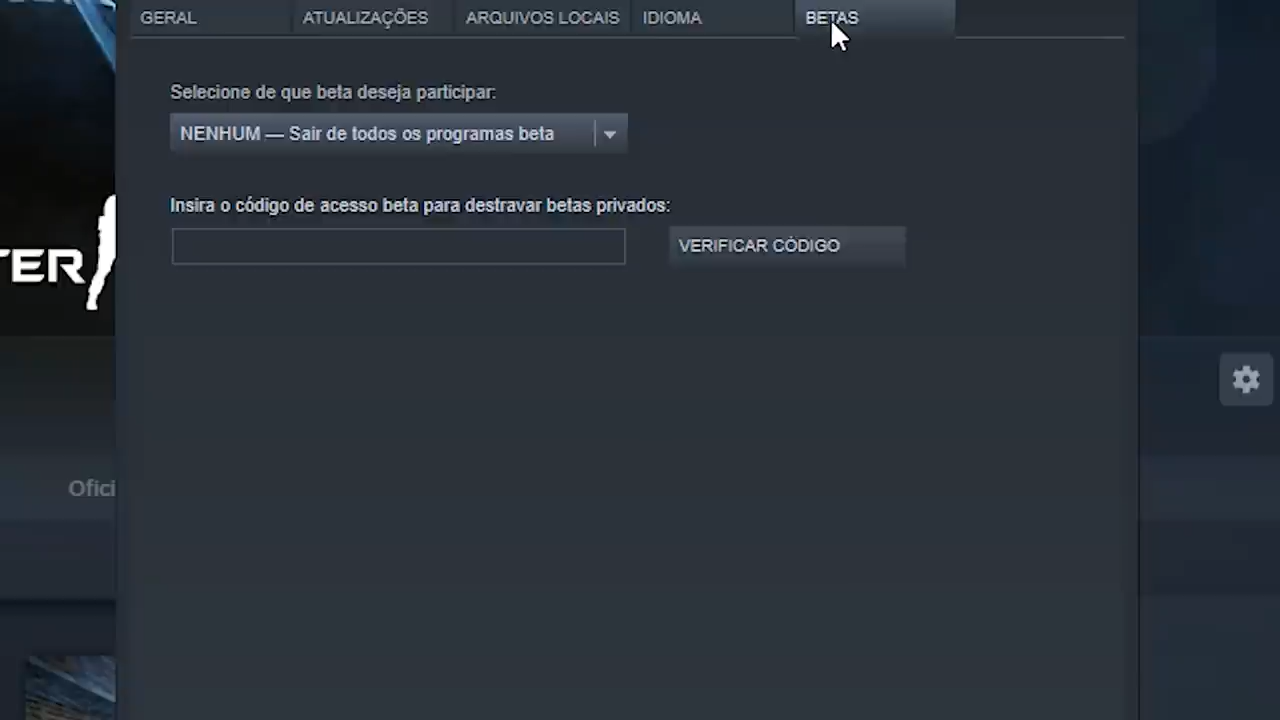 GERAL
ATUALIZAÇÕES
ARQUIVOS LOCAIS
IDIOMA
BETAS
Selecione de que beta deseja participar:
NENHUM — Sair de todos os programas beta
Insira o código de acesso beta para destravar betas privados:
VERIFICAR CÓDIGO
TER
Ofici